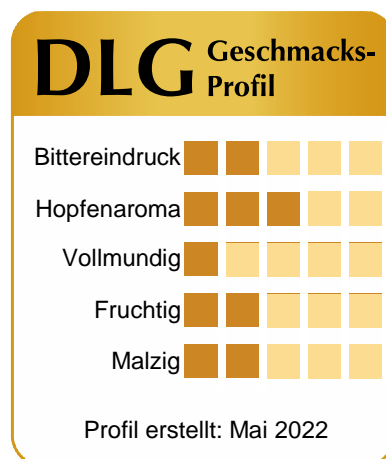 DLG Geschmacks-
Profil
Bittereindruck
Hopfenaroma
Vollmundig
Fruchtig
Malzig
Profil erstellt: Mai 2022